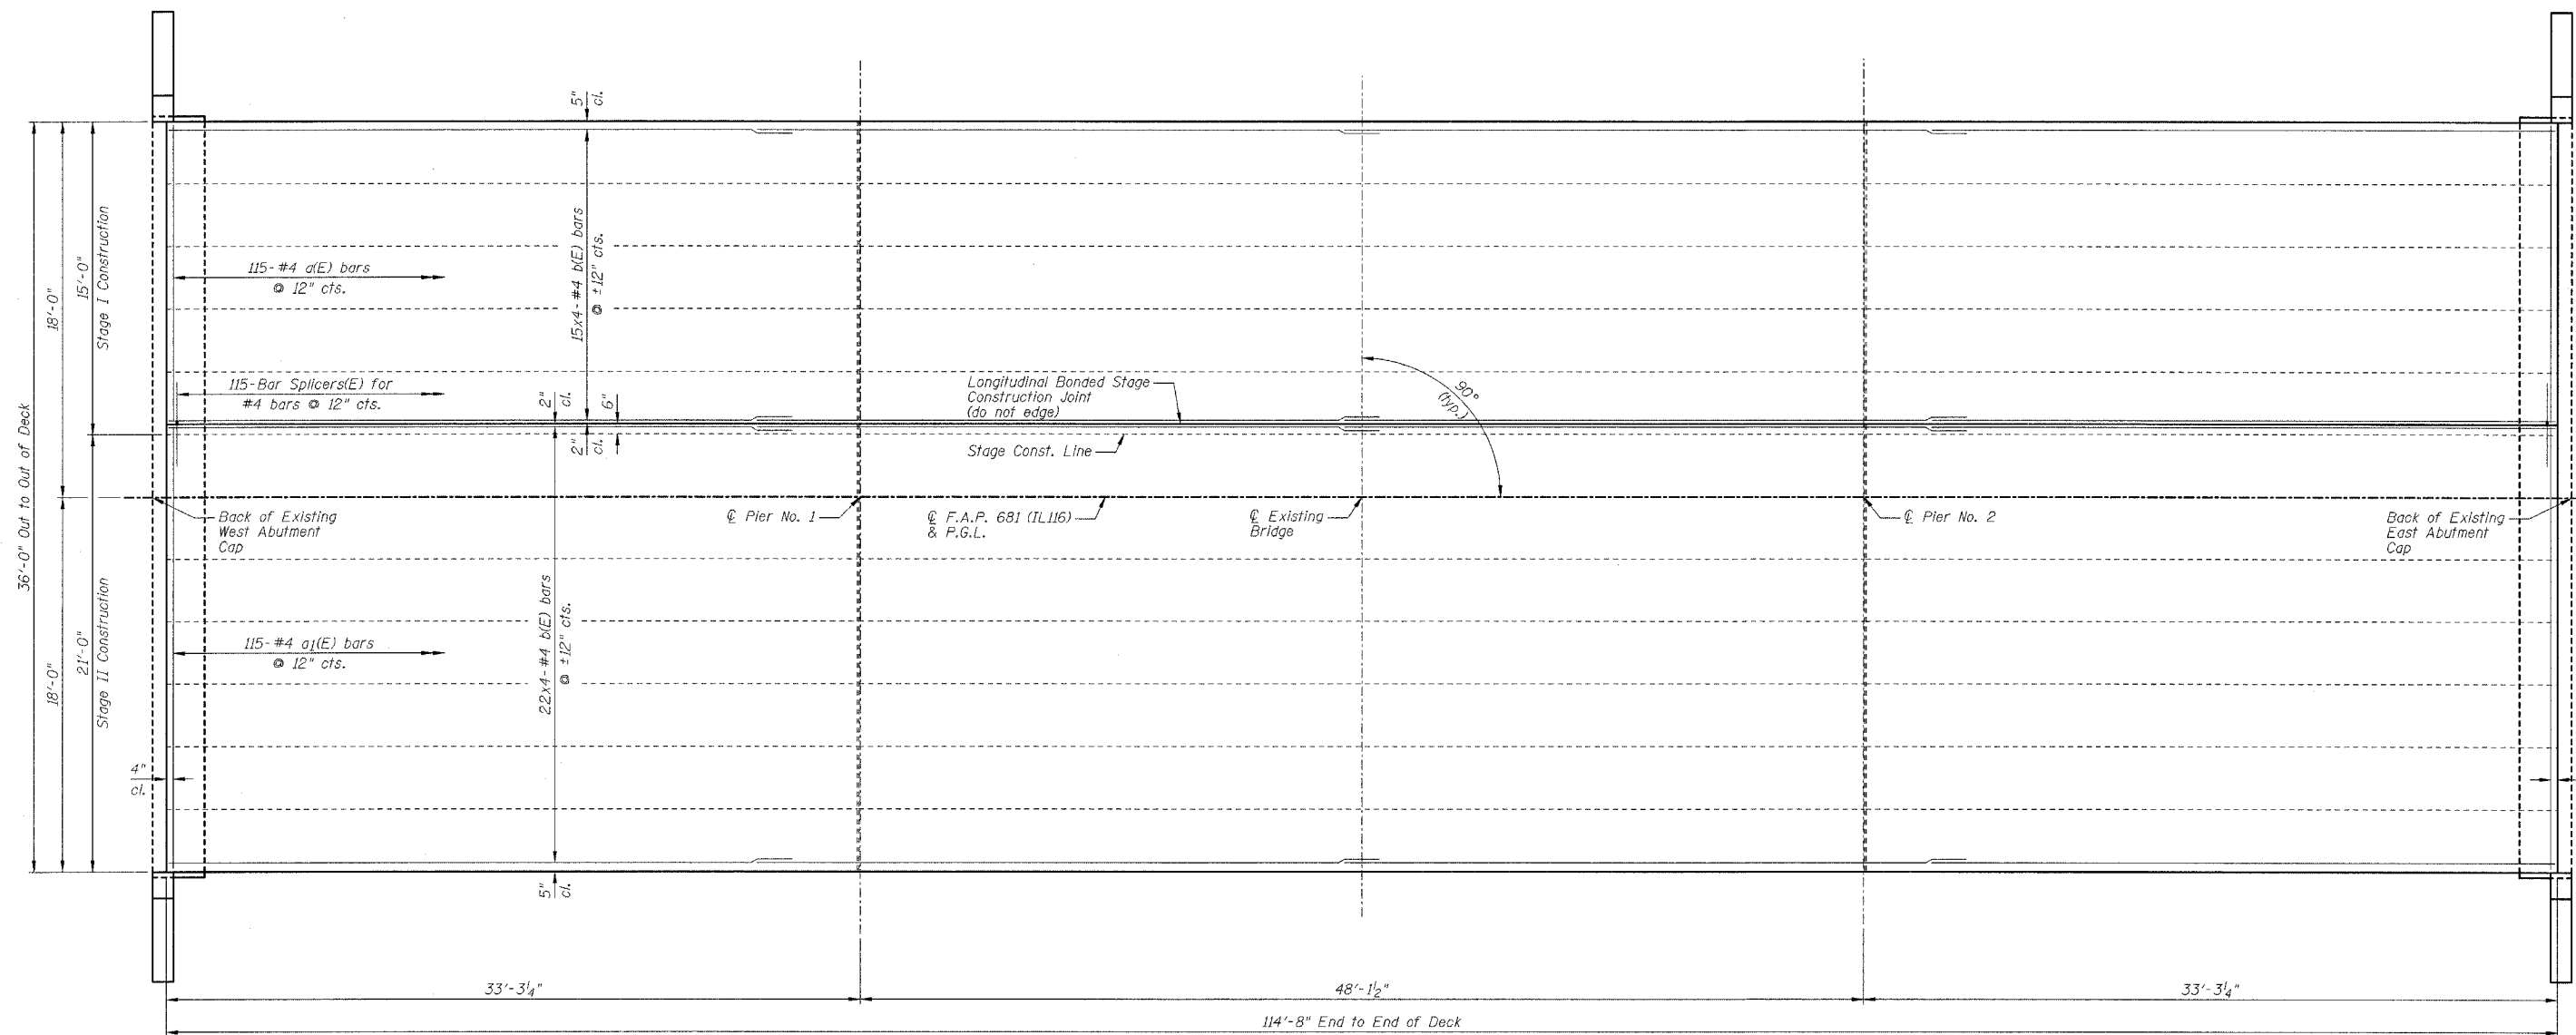 5"
cl.
36'-0" Out to Out of Deck
18'-0"
15'-0"
Stage I Construction
115-#4 a(E) bars
@ 12" cts.
15x4-#4 b(E) bars
@ ±12" cts.
115-Bar Splicers(E) for
#4 bars @ 12" cts.
2"
cl.
6"
2"
cl.
Longitudinal Bonded Stage
Construction Joint
(do not edge)
Stage Const. Line
90°
(typ.)
Back of Existing
West Abutment
Cap
℄ Pier No. 1
℄ F.A.P. 681 (IL116)
& P.G.L.
℄ Existing
Bridge
℄ Pier No. 2
Back of Existing
East Abutment
Cap
18'-0"
21'-0"
Stage II Construction
115-#4 a1(E) bars
@ 12" cts.
22x4-#4 b(E) bars
@ ±12" cts.
4"
cl.
5"
cl.
33'-3¼"
48'-1½"
33'-3¼"
114'-8" End to End of Deck